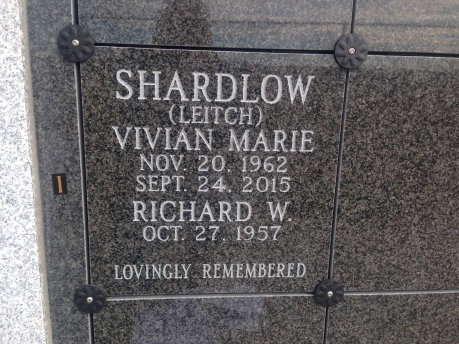 SHARDLOW
(LEITCH)
VIVIAN MARIE
NOV. 20, 1962
SEPT. 24, 2015
RICHARD W.
OCT. 27, 1957
LOVINGLY REMEMBERED